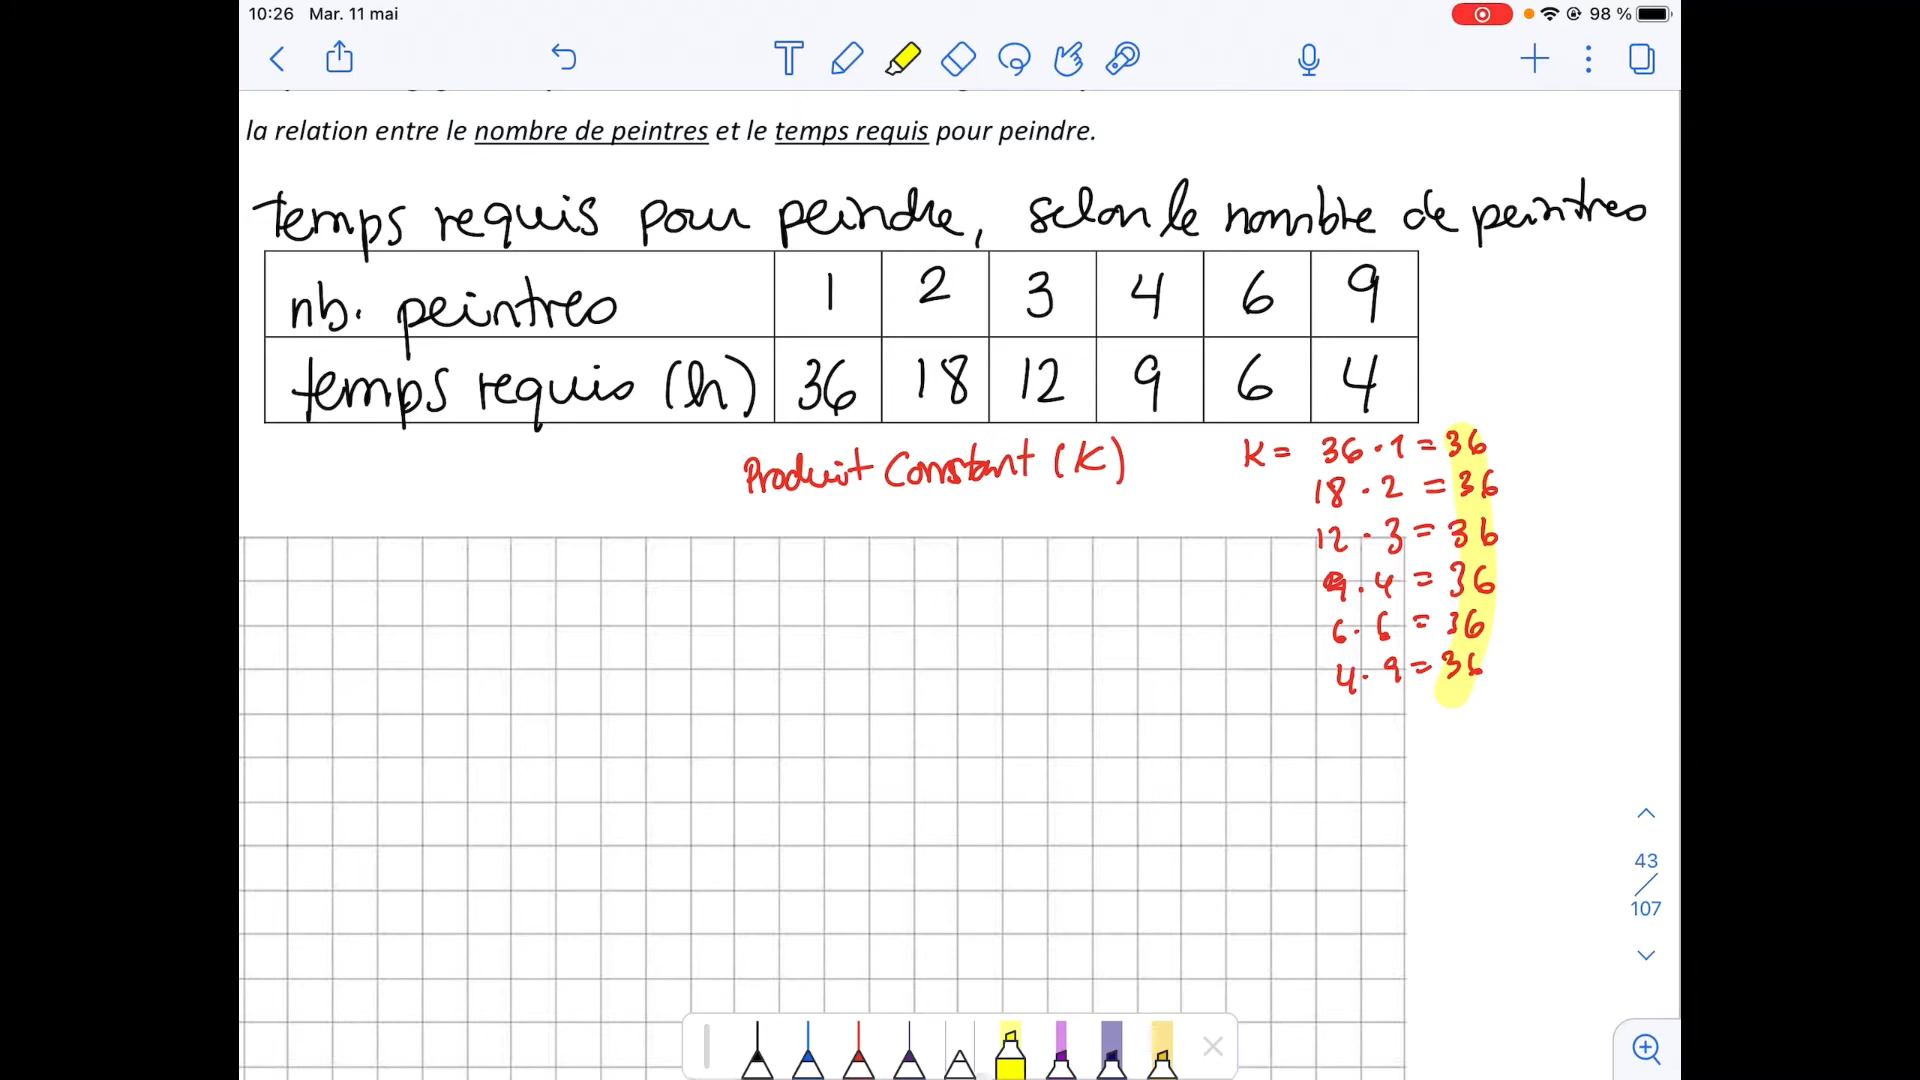 10:26 Mar. 11 mai 98 %
la relation entre le nombre de peintres et le temps requis pour peindre.
temps requis pour peindre, selon le nombre de peintres
nb. peintres 1 2 3 4 6 9
temps requis (h) 36 18 12 9 6 4
Produit Constant (K)
K = 36 · 1 = 36
18 · 2 = 36
12 · 3 = 36
9 · 4 = 36
6 · 6 = 36
4 · 9 = 36
43
107